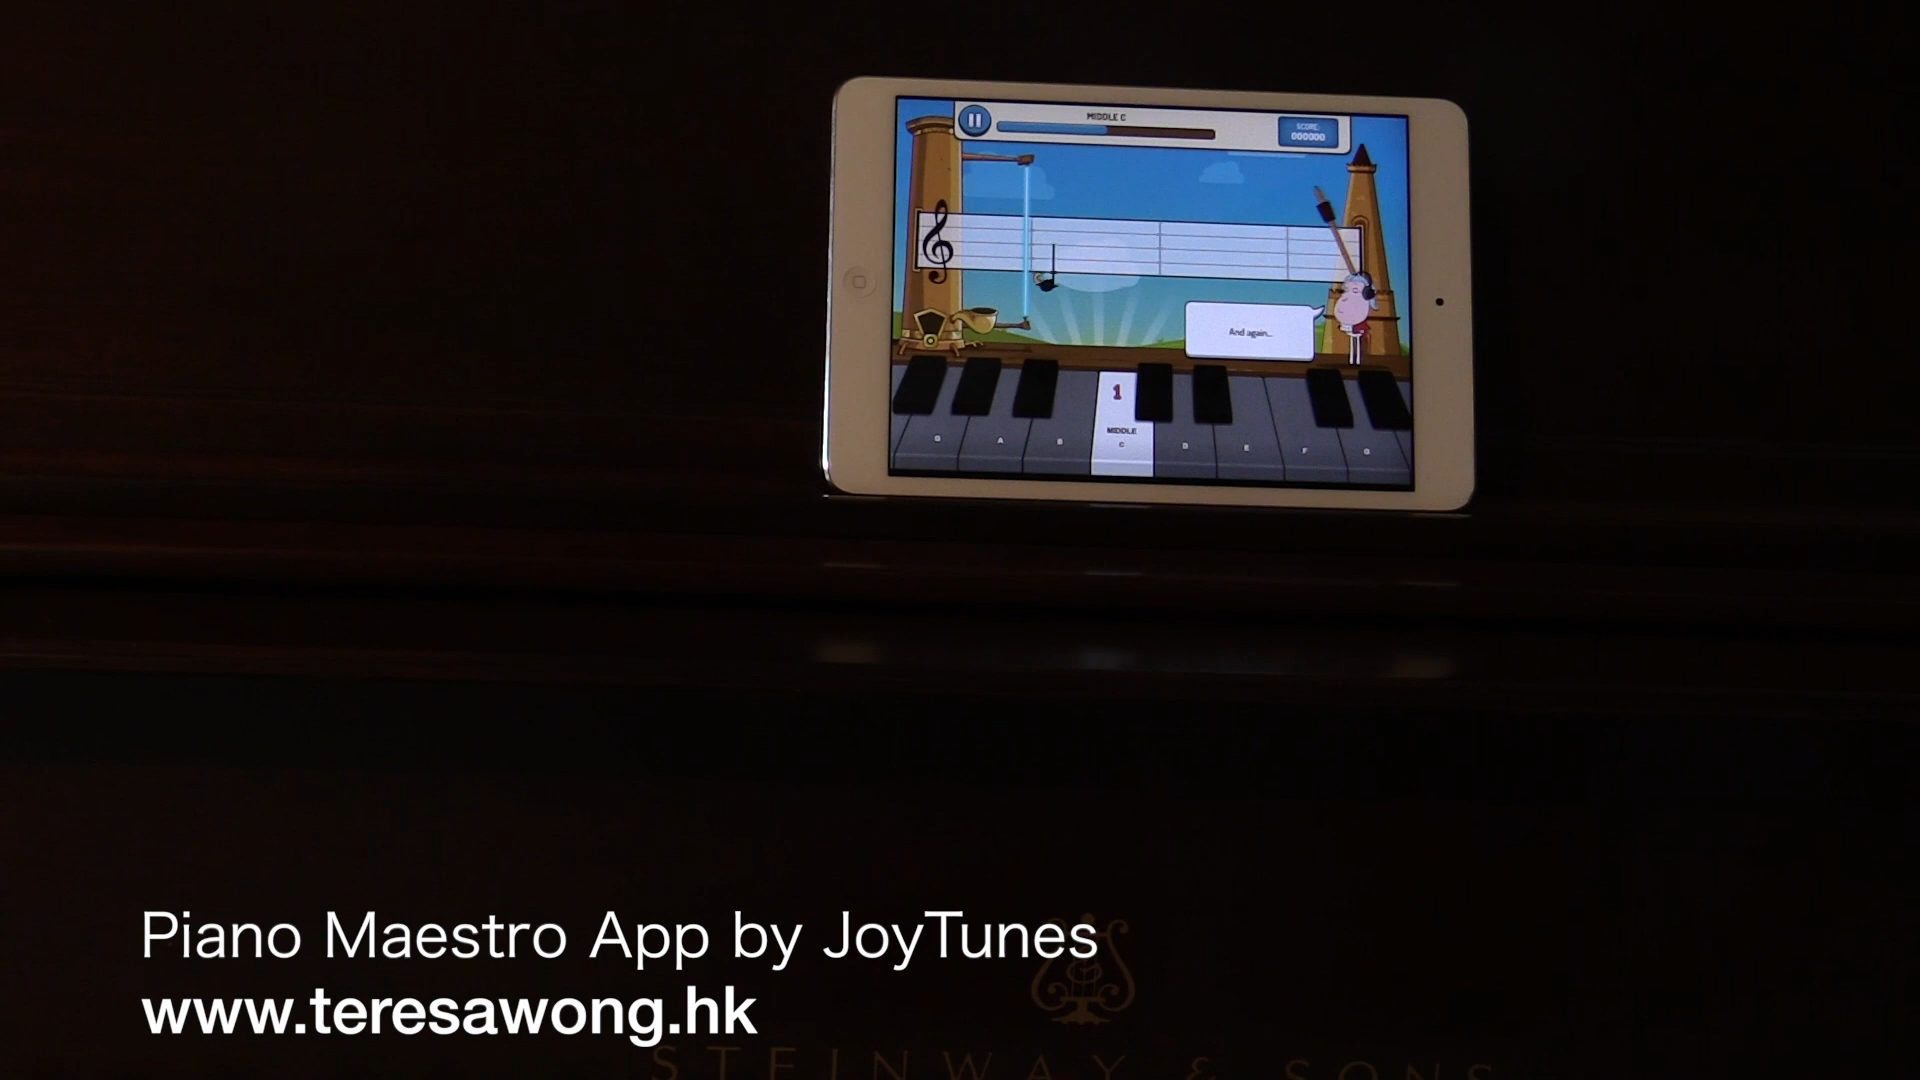 MIDDLE C
SCORE:
000000
And again...
1
MIDDLE
G A B C D E F G
Piano Maestro App by JoyTunes
www.teresawong.hk
STEINWAY & SONS